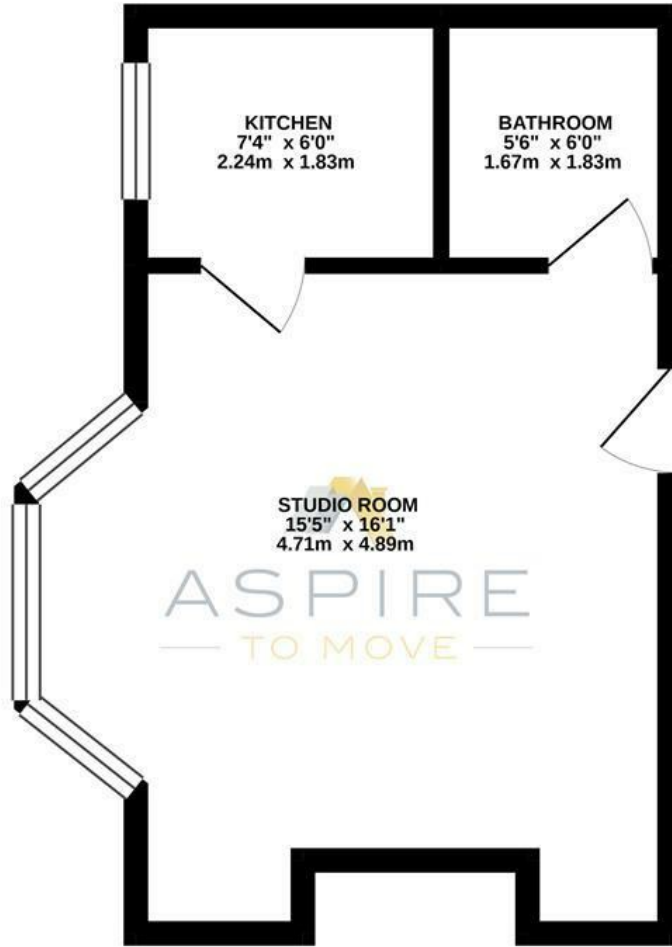 KITCHEN
7'4" x 6'0"
2.24m x 1.83m
BATHROOM
5'6" x 6'0"
1.67m x 1.83m
STUDIO ROOM
15'5" x 16'1"
4.71m x 4.89m
ASPIRE
TO MOVE